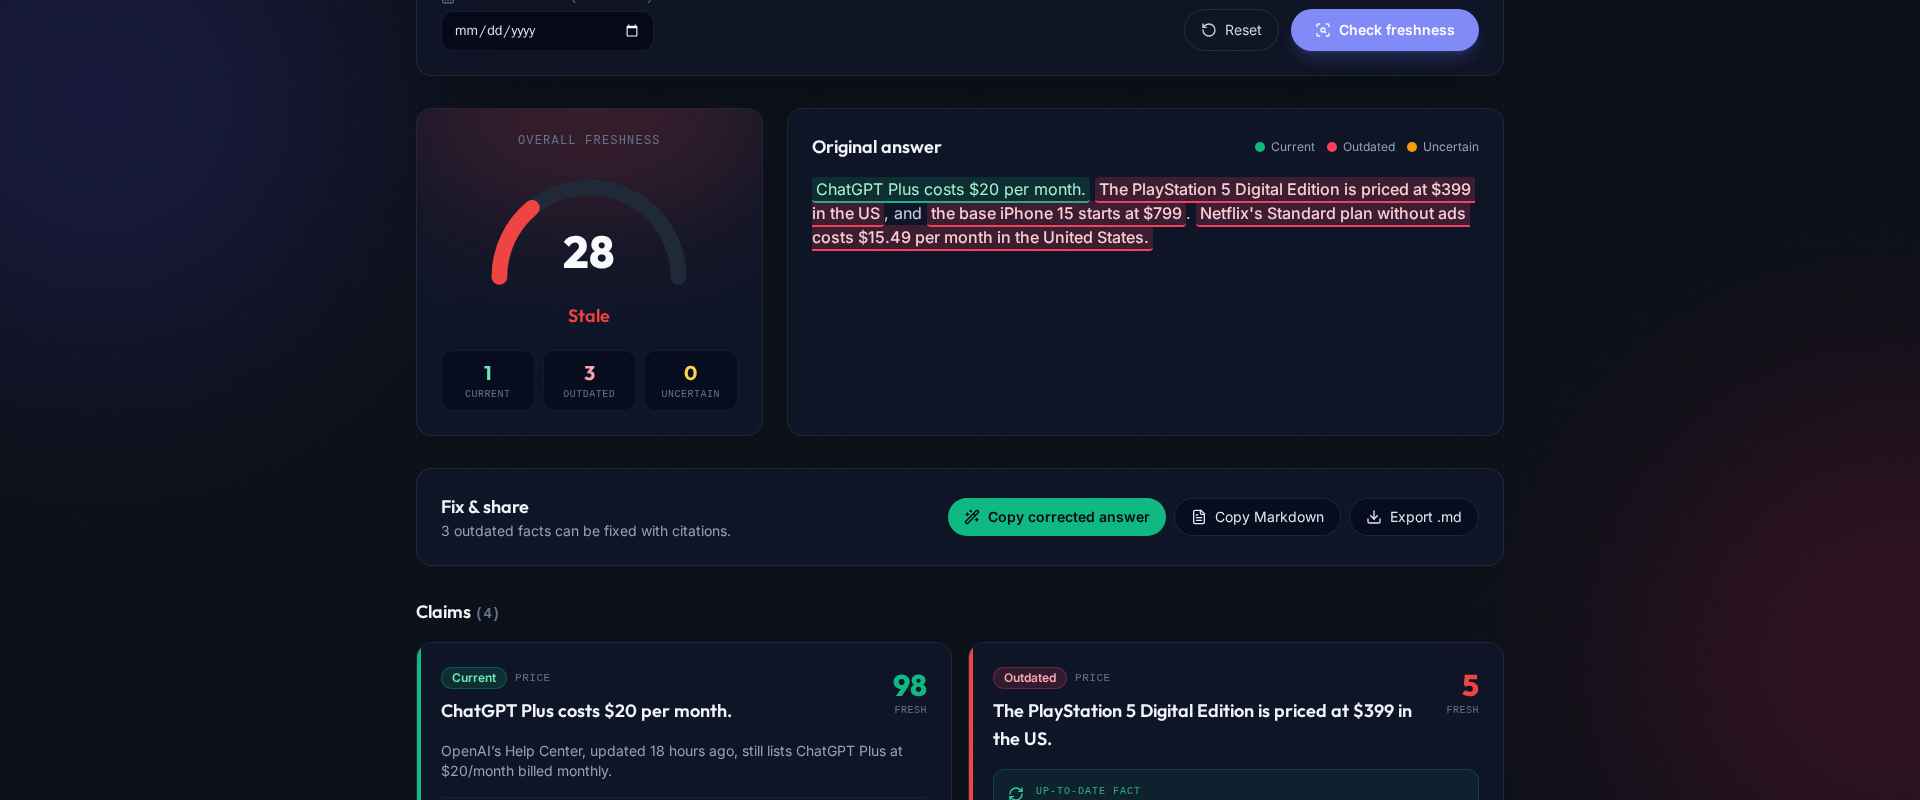 mm/dd/yyyy
Reset
Check freshness
OVERALL FRESHNESS
28
Stale
1
CURRENT
3
OUTDATED
0
UNCERTAIN
Original answer
Current
Outdated
Uncertain
ChatGPT Plus costs $20 per month. The PlayStation 5 Digital Edition is priced at $399
in the US, and the base iPhone 15 starts at $799. Netflix's Standard plan without ads
costs $15.49 per month in the United States.
Fix & share
3 outdated facts can be fixed with citations.
Copy corrected answer
Copy Markdown
Export .md
Claims (4)
Current PRICE
98
FRESH
ChatGPT Plus costs $20 per month.
OpenAI's Help Center, updated 18 hours ago, still lists ChatGPT Plus at
$20/month billed monthly.
Outdated PRICE
5
FRESH
The PlayStation 5 Digital Edition is priced at $399 in
the US.
UP-TO-DATE FACT